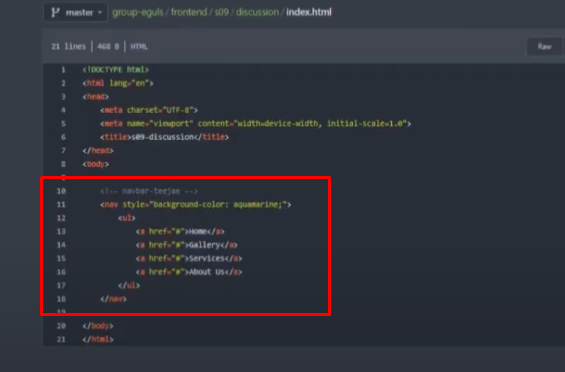 master group-eguls / frontend / s09 / discussion / index.html
21 lines | 468 B | HTML Raw
1 <!DOCTYPE html>
2 <html lang="en">
3 <head>
4 <meta charset="UTF-8">
5 <meta name="viewport" content="width=device-width, initial-scale=1.0">
6 <title>s09-discussion</title>
7 </head>
8 <body>
9
10 <!-- navbar-teejae -->
11 <nav style="background-color: aquamarine;">
12 <ul>
13 <a href="#">Home</a>
14 <a href="#">Gallery</a>
15 <a href="#">Services</a>
16 <a href="#">About Us</a>
17 </ul>
18 </nav>
19
20 </body>
21 </html>